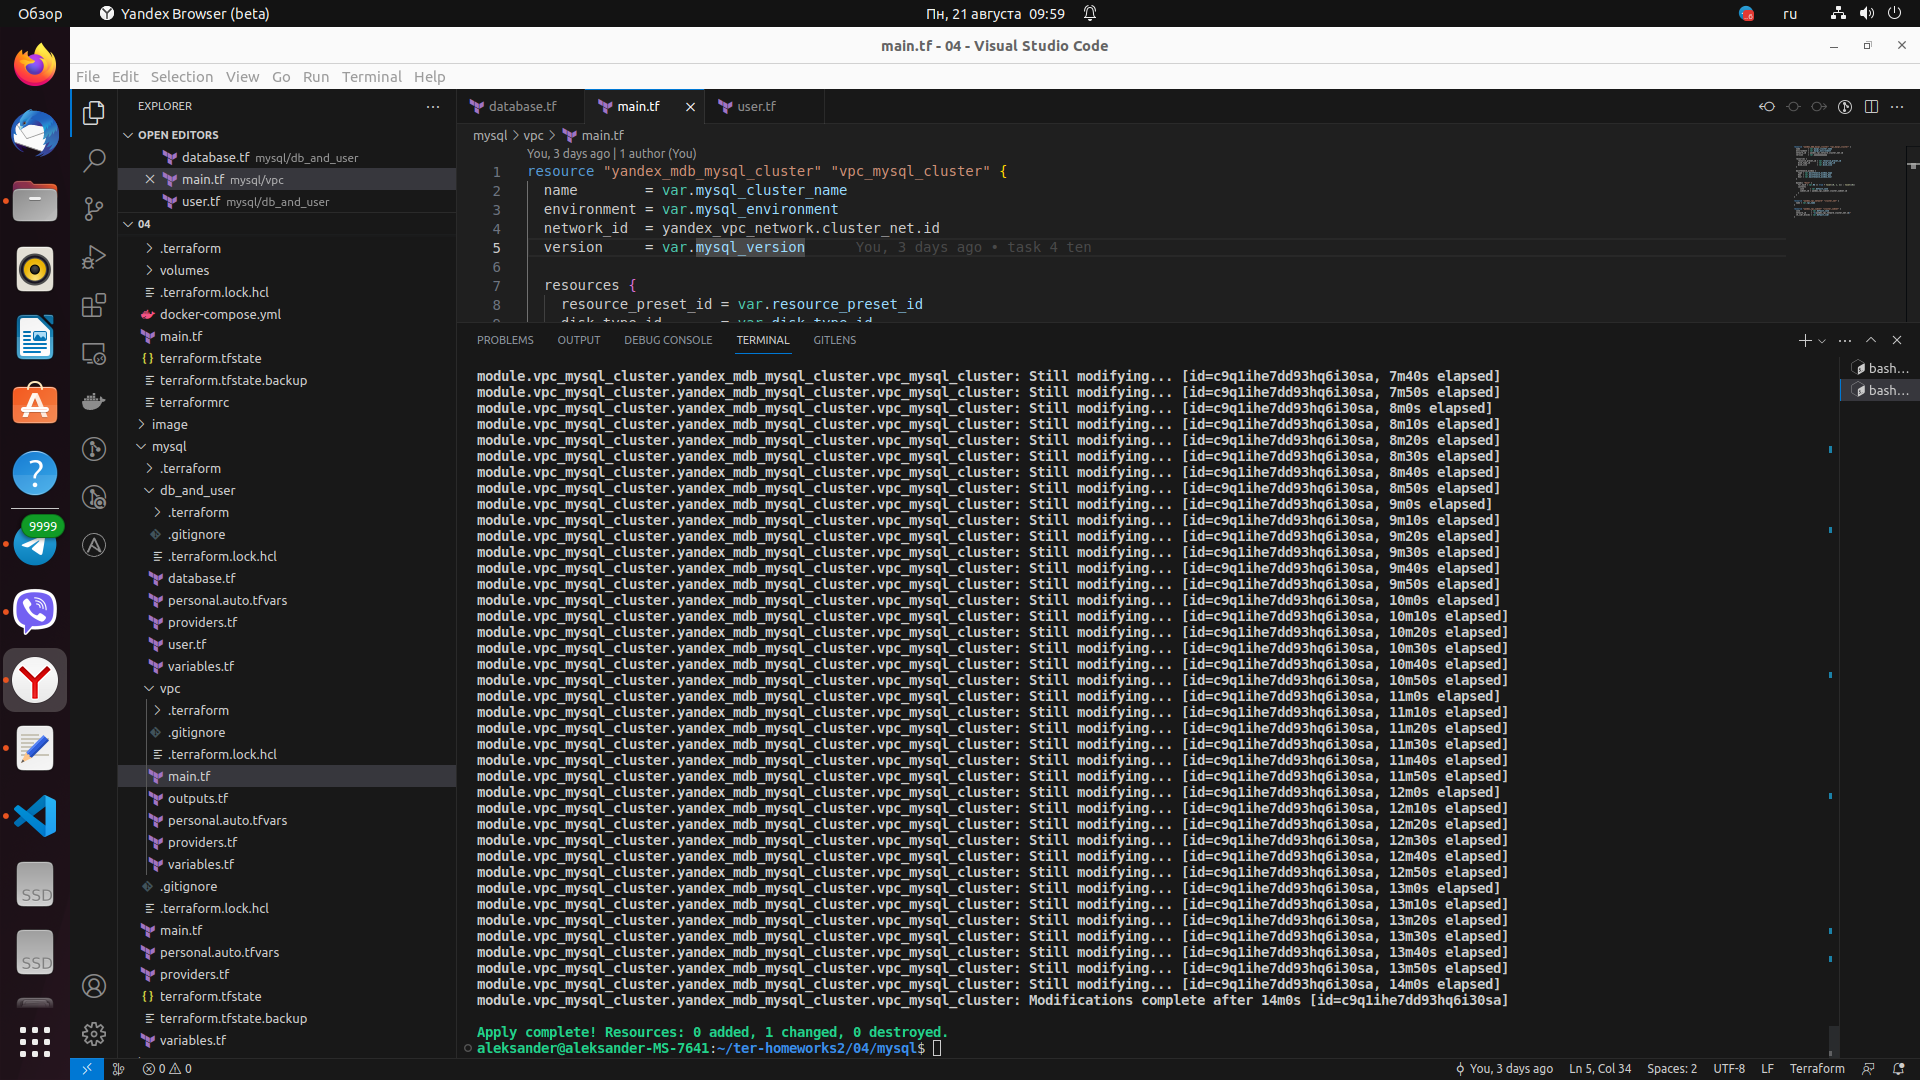 Обзор
Yandex Browser (beta)
Пн, 21 августа 09:59
ru
main.tf - 04 - Visual Studio Code
File Edit Selection View Go Run Terminal Help
EXPLORER
OPEN EDITORS
database.tf mysql/db_and_user
main.tf mysql/vpc
user.tf mysql/db_and_user
04
.terraform
volumes
.terraform.lock.hcl
docker-compose.yml
main.tf
terraform.tfstate
terraform.tfstate.backup
terraformrc
image
mysql
.terraform
db_and_user
.terraform
.gitignore
.terraform.lock.hcl
database.tf
personal.auto.tfvars
providers.tf
user.tf
variables.tf
vpc
.terraform
.gitignore
.terraform.lock.hcl
main.tf
outputs.tf
personal.auto.tfvars
providers.tf
variables.tf
.gitignore
.terraform.lock.hcl
main.tf
personal.auto.tfvars
providers.tf
terraform.tfstate
terraform.tfstate.backup
variables.tf
9999
SSD
SSD
database.tf main.tf user.tf
mysql > vpc > main.tf
You, 3 days ago | 1 author (You)
1 resource "yandex_mdb_mysql_cluster" "vpc_mysql_cluster" {
2 name = var.mysql_cluster_name
3 environment = var.mysql_environment
4 network_id = yandex_vpc_network.cluster_net.id
5 version = var.mysql_version You, 3 days ago • task 4 ten
6
7 resources {
8 resource_preset_id = var.resource_preset_id
9 disk_type_id = var.disk_type_id
PROBLEMS OUTPUT DEBUG CONSOLE TERMINAL GITLENS
bash...
bash...
module.vpc_mysql_cluster.yandex_mdb_mysql_cluster.vpc_mysql_cluster: Still modifying... [id=c9q1ihe7dd93hq6i30sa, 7m40s elapsed]
module.vpc_mysql_cluster.yandex_mdb_mysql_cluster.vpc_mysql_cluster: Still modifying... [id=c9q1ihe7dd93hq6i30sa, 7m50s elapsed]
module.vpc_mysql_cluster.yandex_mdb_mysql_cluster.vpc_mysql_cluster: Still modifying... [id=c9q1ihe7dd93hq6i30sa, 8m0s elapsed]
module.vpc_mysql_cluster.yandex_mdb_mysql_cluster.vpc_mysql_cluster: Still modifying... [id=c9q1ihe7dd93hq6i30sa, 8m10s elapsed]
module.vpc_mysql_cluster.yandex_mdb_mysql_cluster.vpc_mysql_cluster: Still modifying... [id=c9q1ihe7dd93hq6i30sa, 8m20s elapsed]
module.vpc_mysql_cluster.yandex_mdb_mysql_cluster.vpc_mysql_cluster: Still modifying... [id=c9q1ihe7dd93hq6i30sa, 8m30s elapsed]
module.vpc_mysql_cluster.yandex_mdb_mysql_cluster.vpc_mysql_cluster: Still modifying... [id=c9q1ihe7dd93hq6i30sa, 8m40s elapsed]
module.vpc_mysql_cluster.yandex_mdb_mysql_cluster.vpc_mysql_cluster: Still modifying... [id=c9q1ihe7dd93hq6i30sa, 8m50s elapsed]
module.vpc_mysql_cluster.yandex_mdb_mysql_cluster.vpc_mysql_cluster: Still modifying... [id=c9q1ihe7dd93hq6i30sa, 9m0s elapsed]
module.vpc_mysql_cluster.yandex_mdb_mysql_cluster.vpc_mysql_cluster: Still modifying... [id=c9q1ihe7dd93hq6i30sa, 9m10s elapsed]
module.vpc_mysql_cluster.yandex_mdb_mysql_cluster.vpc_mysql_cluster: Still modifying... [id=c9q1ihe7dd93hq6i30sa, 9m20s elapsed]
module.vpc_mysql_cluster.yandex_mdb_mysql_cluster.vpc_mysql_cluster: Still modifying... [id=c9q1ihe7dd93hq6i30sa, 9m30s elapsed]
module.vpc_mysql_cluster.yandex_mdb_mysql_cluster.vpc_mysql_cluster: Still modifying... [id=c9q1ihe7dd93hq6i30sa, 9m40s elapsed]
module.vpc_mysql_cluster.yandex_mdb_mysql_cluster.vpc_mysql_cluster: Still modifying... [id=c9q1ihe7dd93hq6i30sa, 9m50s elapsed]
module.vpc_mysql_cluster.yandex_mdb_mysql_cluster.vpc_mysql_cluster: Still modifying... [id=c9q1ihe7dd93hq6i30sa, 10m0s elapsed]
module.vpc_mysql_cluster.yandex_mdb_mysql_cluster.vpc_mysql_cluster: Still modifying... [id=c9q1ihe7dd93hq6i30sa, 10m10s elapsed]
module.vpc_mysql_cluster.yandex_mdb_mysql_cluster.vpc_mysql_cluster: Still modifying... [id=c9q1ihe7dd93hq6i30sa, 10m20s elapsed]
module.vpc_mysql_cluster.yandex_mdb_mysql_cluster.vpc_mysql_cluster: Still modifying... [id=c9q1ihe7dd93hq6i30sa, 10m30s elapsed]
module.vpc_mysql_cluster.yandex_mdb_mysql_cluster.vpc_mysql_cluster: Still modifying... [id=c9q1ihe7dd93hq6i30sa, 10m40s elapsed]
module.vpc_mysql_cluster.yandex_mdb_mysql_cluster.vpc_mysql_cluster: Still modifying... [id=c9q1ihe7dd93hq6i30sa, 10m50s elapsed]
module.vpc_mysql_cluster.yandex_mdb_mysql_cluster.vpc_mysql_cluster: Still modifying... [id=c9q1ihe7dd93hq6i30sa, 11m0s elapsed]
module.vpc_mysql_cluster.yandex_mdb_mysql_cluster.vpc_mysql_cluster: Still modifying... [id=c9q1ihe7dd93hq6i30sa, 11m10s elapsed]
module.vpc_mysql_cluster.yandex_mdb_mysql_cluster.vpc_mysql_cluster: Still modifying... [id=c9q1ihe7dd93hq6i30sa, 11m20s elapsed]
module.vpc_mysql_cluster.yandex_mdb_mysql_cluster.vpc_mysql_cluster: Still modifying... [id=c9q1ihe7dd93hq6i30sa, 11m30s elapsed]
module.vpc_mysql_cluster.yandex_mdb_mysql_cluster.vpc_mysql_cluster: Still modifying... [id=c9q1ihe7dd93hq6i30sa, 11m40s elapsed]
module.vpc_mysql_cluster.yandex_mdb_mysql_cluster.vpc_mysql_cluster: Still modifying... [id=c9q1ihe7dd93hq6i30sa, 11m50s elapsed]
module.vpc_mysql_cluster.yandex_mdb_mysql_cluster.vpc_mysql_cluster: Still modifying... [id=c9q1ihe7dd93hq6i30sa, 12m0s elapsed]
module.vpc_mysql_cluster.yandex_mdb_mysql_cluster.vpc_mysql_cluster: Still modifying... [id=c9q1ihe7dd93hq6i30sa, 12m10s elapsed]
module.vpc_mysql_cluster.yandex_mdb_mysql_cluster.vpc_mysql_cluster: Still modifying... [id=c9q1ihe7dd93hq6i30sa, 12m20s elapsed]
module.vpc_mysql_cluster.yandex_mdb_mysql_cluster.vpc_mysql_cluster: Still modifying... [id=c9q1ihe7dd93hq6i30sa, 12m30s elapsed]
module.vpc_mysql_cluster.yandex_mdb_mysql_cluster.vpc_mysql_cluster: Still modifying... [id=c9q1ihe7dd93hq6i30sa, 12m40s elapsed]
module.vpc_mysql_cluster.yandex_mdb_mysql_cluster.vpc_mysql_cluster: Still modifying... [id=c9q1ihe7dd93hq6i30sa, 12m50s elapsed]
module.vpc_mysql_cluster.yandex_mdb_mysql_cluster.vpc_mysql_cluster: Still modifying... [id=c9q1ihe7dd93hq6i30sa, 13m0s elapsed]
module.vpc_mysql_cluster.yandex_mdb_mysql_cluster.vpc_mysql_cluster: Still modifying... [id=c9q1ihe7dd93hq6i30sa, 13m10s elapsed]
module.vpc_mysql_cluster.yandex_mdb_mysql_cluster.vpc_mysql_cluster: Still modifying... [id=c9q1ihe7dd93hq6i30sa, 13m20s elapsed]
module.vpc_mysql_cluster.yandex_mdb_mysql_cluster.vpc_mysql_cluster: Still modifying... [id=c9q1ihe7dd93hq6i30sa, 13m30s elapsed]
module.vpc_mysql_cluster.yandex_mdb_mysql_cluster.vpc_mysql_cluster: Still modifying... [id=c9q1ihe7dd93hq6i30sa, 13m40s elapsed]
module.vpc_mysql_cluster.yandex_mdb_mysql_cluster.vpc_mysql_cluster: Still modifying... [id=c9q1ihe7dd93hq6i30sa, 13m50s elapsed]
module.vpc_mysql_cluster.yandex_mdb_mysql_cluster.vpc_mysql_cluster: Still modifying... [id=c9q1ihe7dd93hq6i30sa, 14m0s elapsed]
module.vpc_mysql_cluster.yandex_mdb_mysql_cluster.vpc_mysql_cluster: Modifications complete after 14m0s [id=c9q1ihe7dd93hq6i30sa]
Apply complete! Resources: 0 added, 1 changed, 0 destroyed.
aleksander@aleksander-MS-7641:~/ter-homeworks2/04/mysql$
0 0
You, 3 days ago Ln 5, Col 34 Spaces: 2 UTF-8 LF Terraform